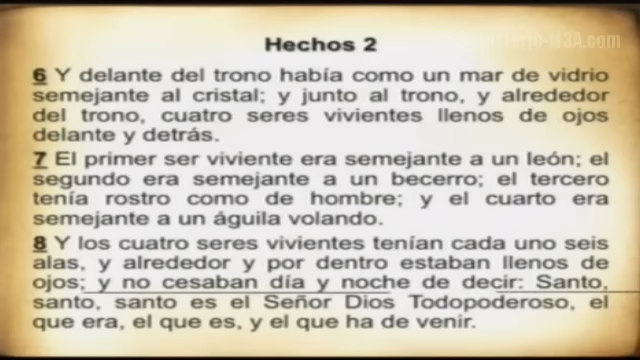 Hechos 2
6 Y delante del trono había como un mar de vidrio
semejante al cristal; y junto al trono, y alrededor
del trono, cuatro seres vivientes llenos de ojos
delante y detrás.
7 El primer ser viviente era semejante a un león; el
segundo era semejante a un becerro; el tercero
tenía rostro como de hombre; y el cuarto era
semejante a un águila volando.
8 Y los cuatro seres vivientes tenían cada uno seis
alas, y alrededor y por dentro estaban llenos de
ojos; y no cesaban día y noche de decir: Santo,
santo, santo es el Señor Dios Todopoderoso, el
que era, el que es, y el que ha de venir.